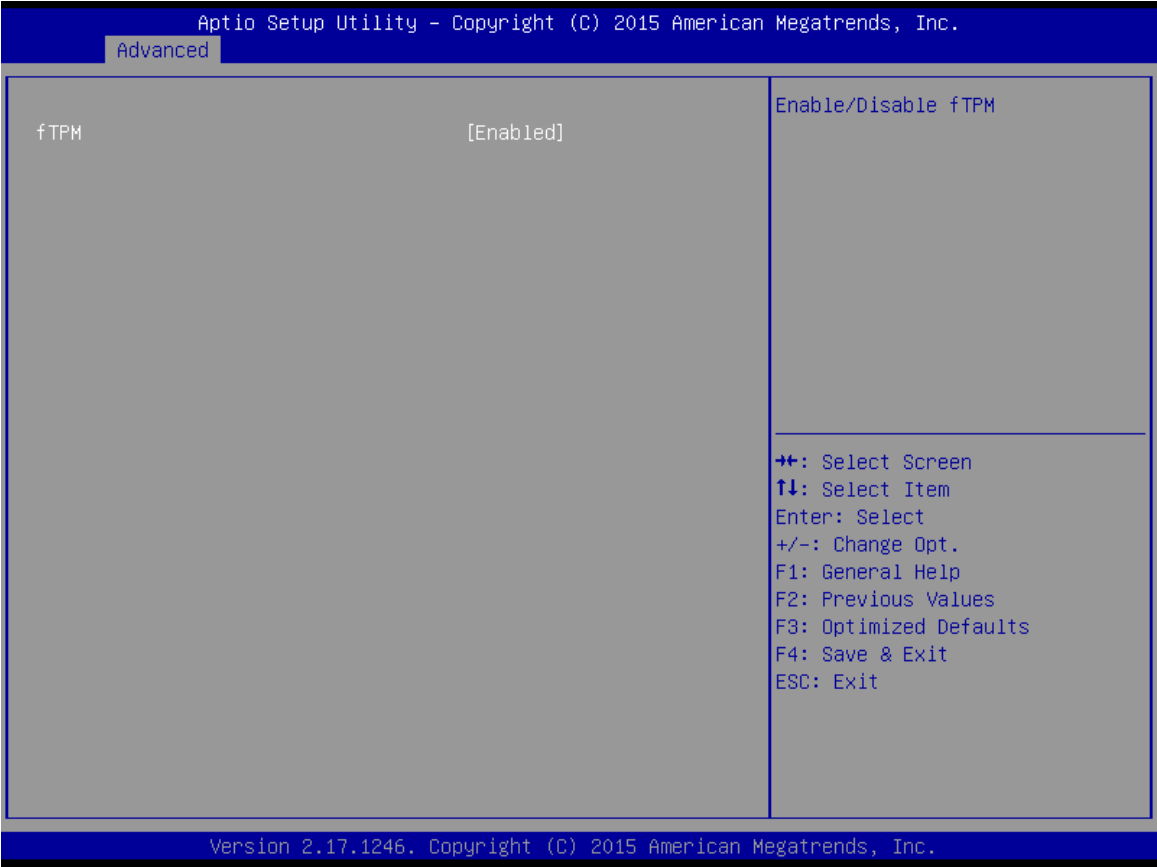 Aptio Setup Utility – Copyright (C) 2015 American Megatrends, Inc.
Advanced
fTPM [Enabled]
Enable/Disable fTPM
→←: Select Screen
↑↓: Select Item
Enter: Select
+/-: Change Opt.
F1: General Help
F2: Previous Values
F3: Optimized Defaults
F4: Save & Exit
ESC: Exit
Version 2.17.1246. Copyright (C) 2015 American Megatrends, Inc.